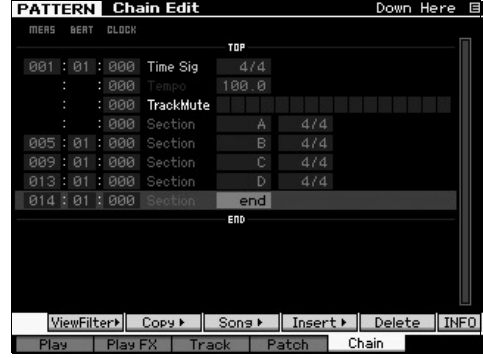 PATTERN Chain Edit Down Here
MEAS BEAT CLOCK
TOP
001 : 01 : 000 Time Sig 4/4
: : 000 Tempo 100.0
: : 000 TrackMute
: : 000 Section A 4/4
005 : 01 : 000 Section B 4/4
009 : 01 : 000 Section C 4/4
013 : 01 : 000 Section D 4/4
014 : 01 : 000 Section end
END
ViewFilter Copy Song Insert Delete INFO
Play Play FX Track Patch Chain